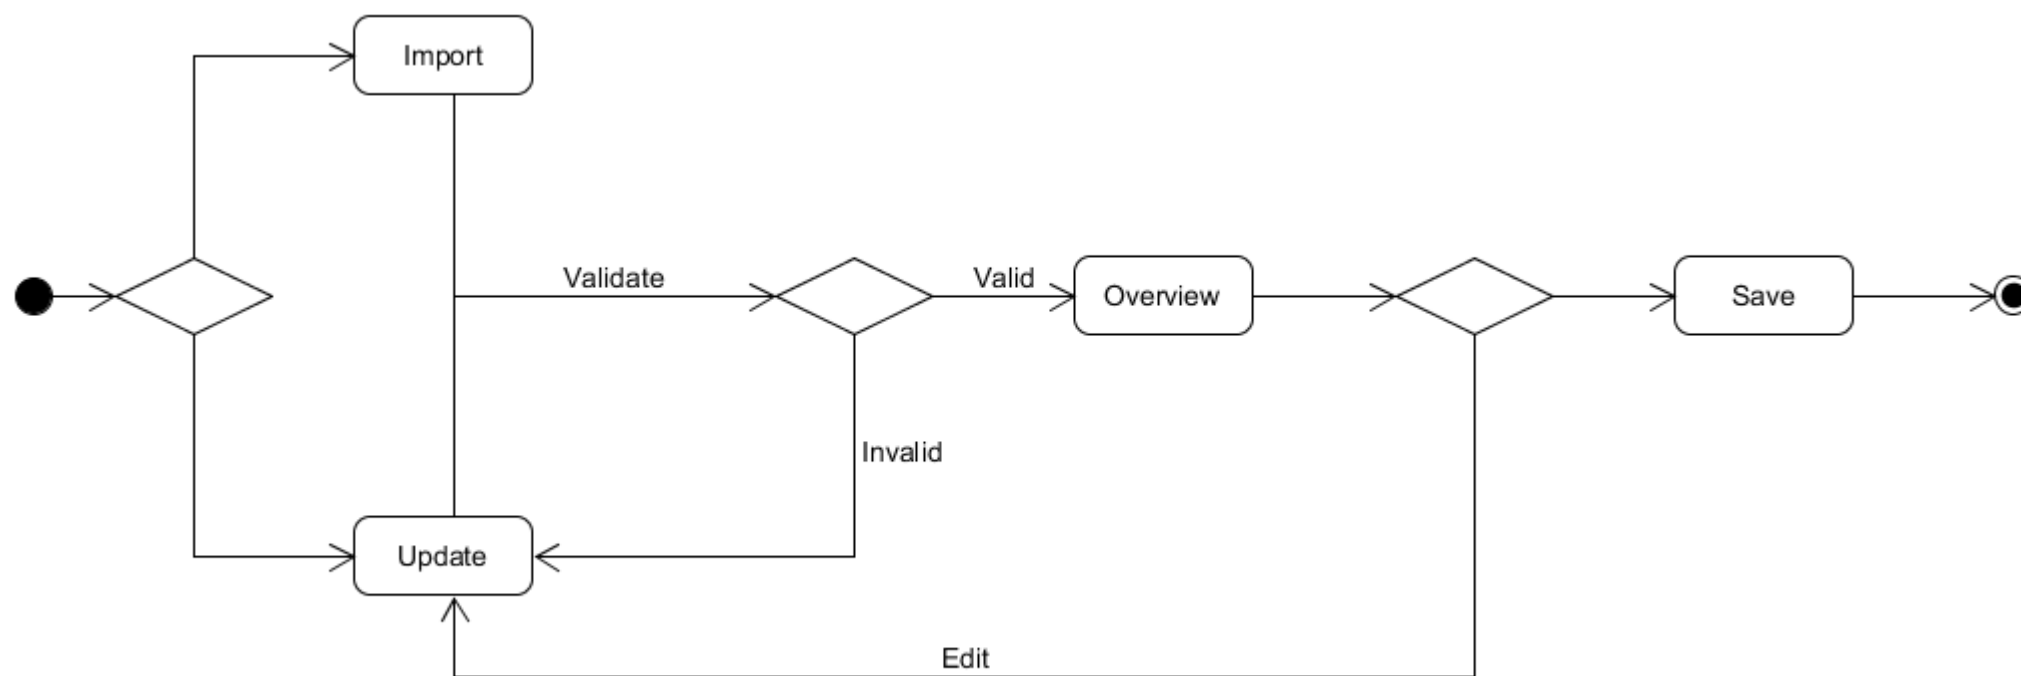 Import
Validate
Valid
Overview
Save
Invalid
Update
Edit